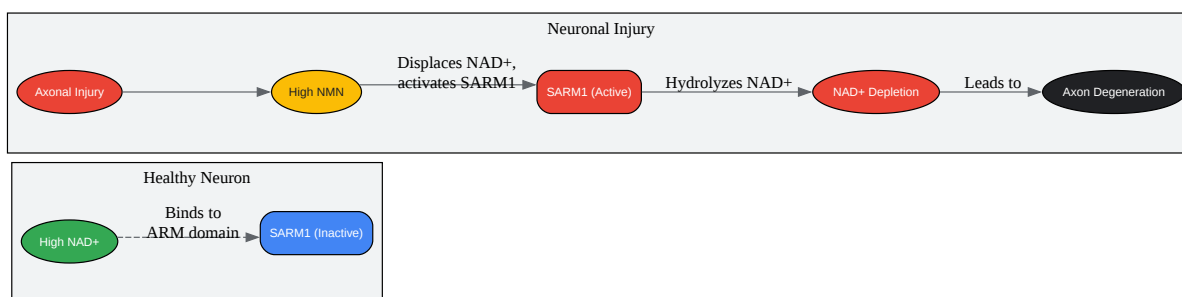 Neuronal Injury
Axonal Injury
High NMN
Displaces NAD+,
activates SARM1
SARM1 (Active)
Hydrolyzes NAD+
NAD+ Depletion
Leads to
Axon Degeneration
Healthy Neuron
High NAD+
Binds to
ARM domain
SARM1 (Inactive)